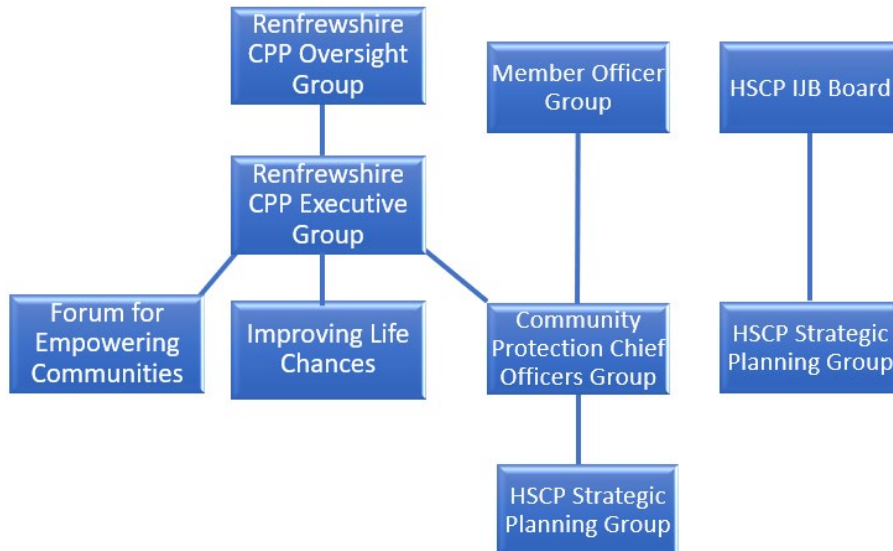 Renfrewshire
CPP Oversight
Group
Member Officer
Group
HSCP IJB Board
Renfrewshire
CPP Executive
Group
Forum for
Empowering
Communities
Improving Life
Chances
Community
Protection Chief
Officers Group
HSCP Strategic
Planning Group
HSCP Strategic
Planning Group